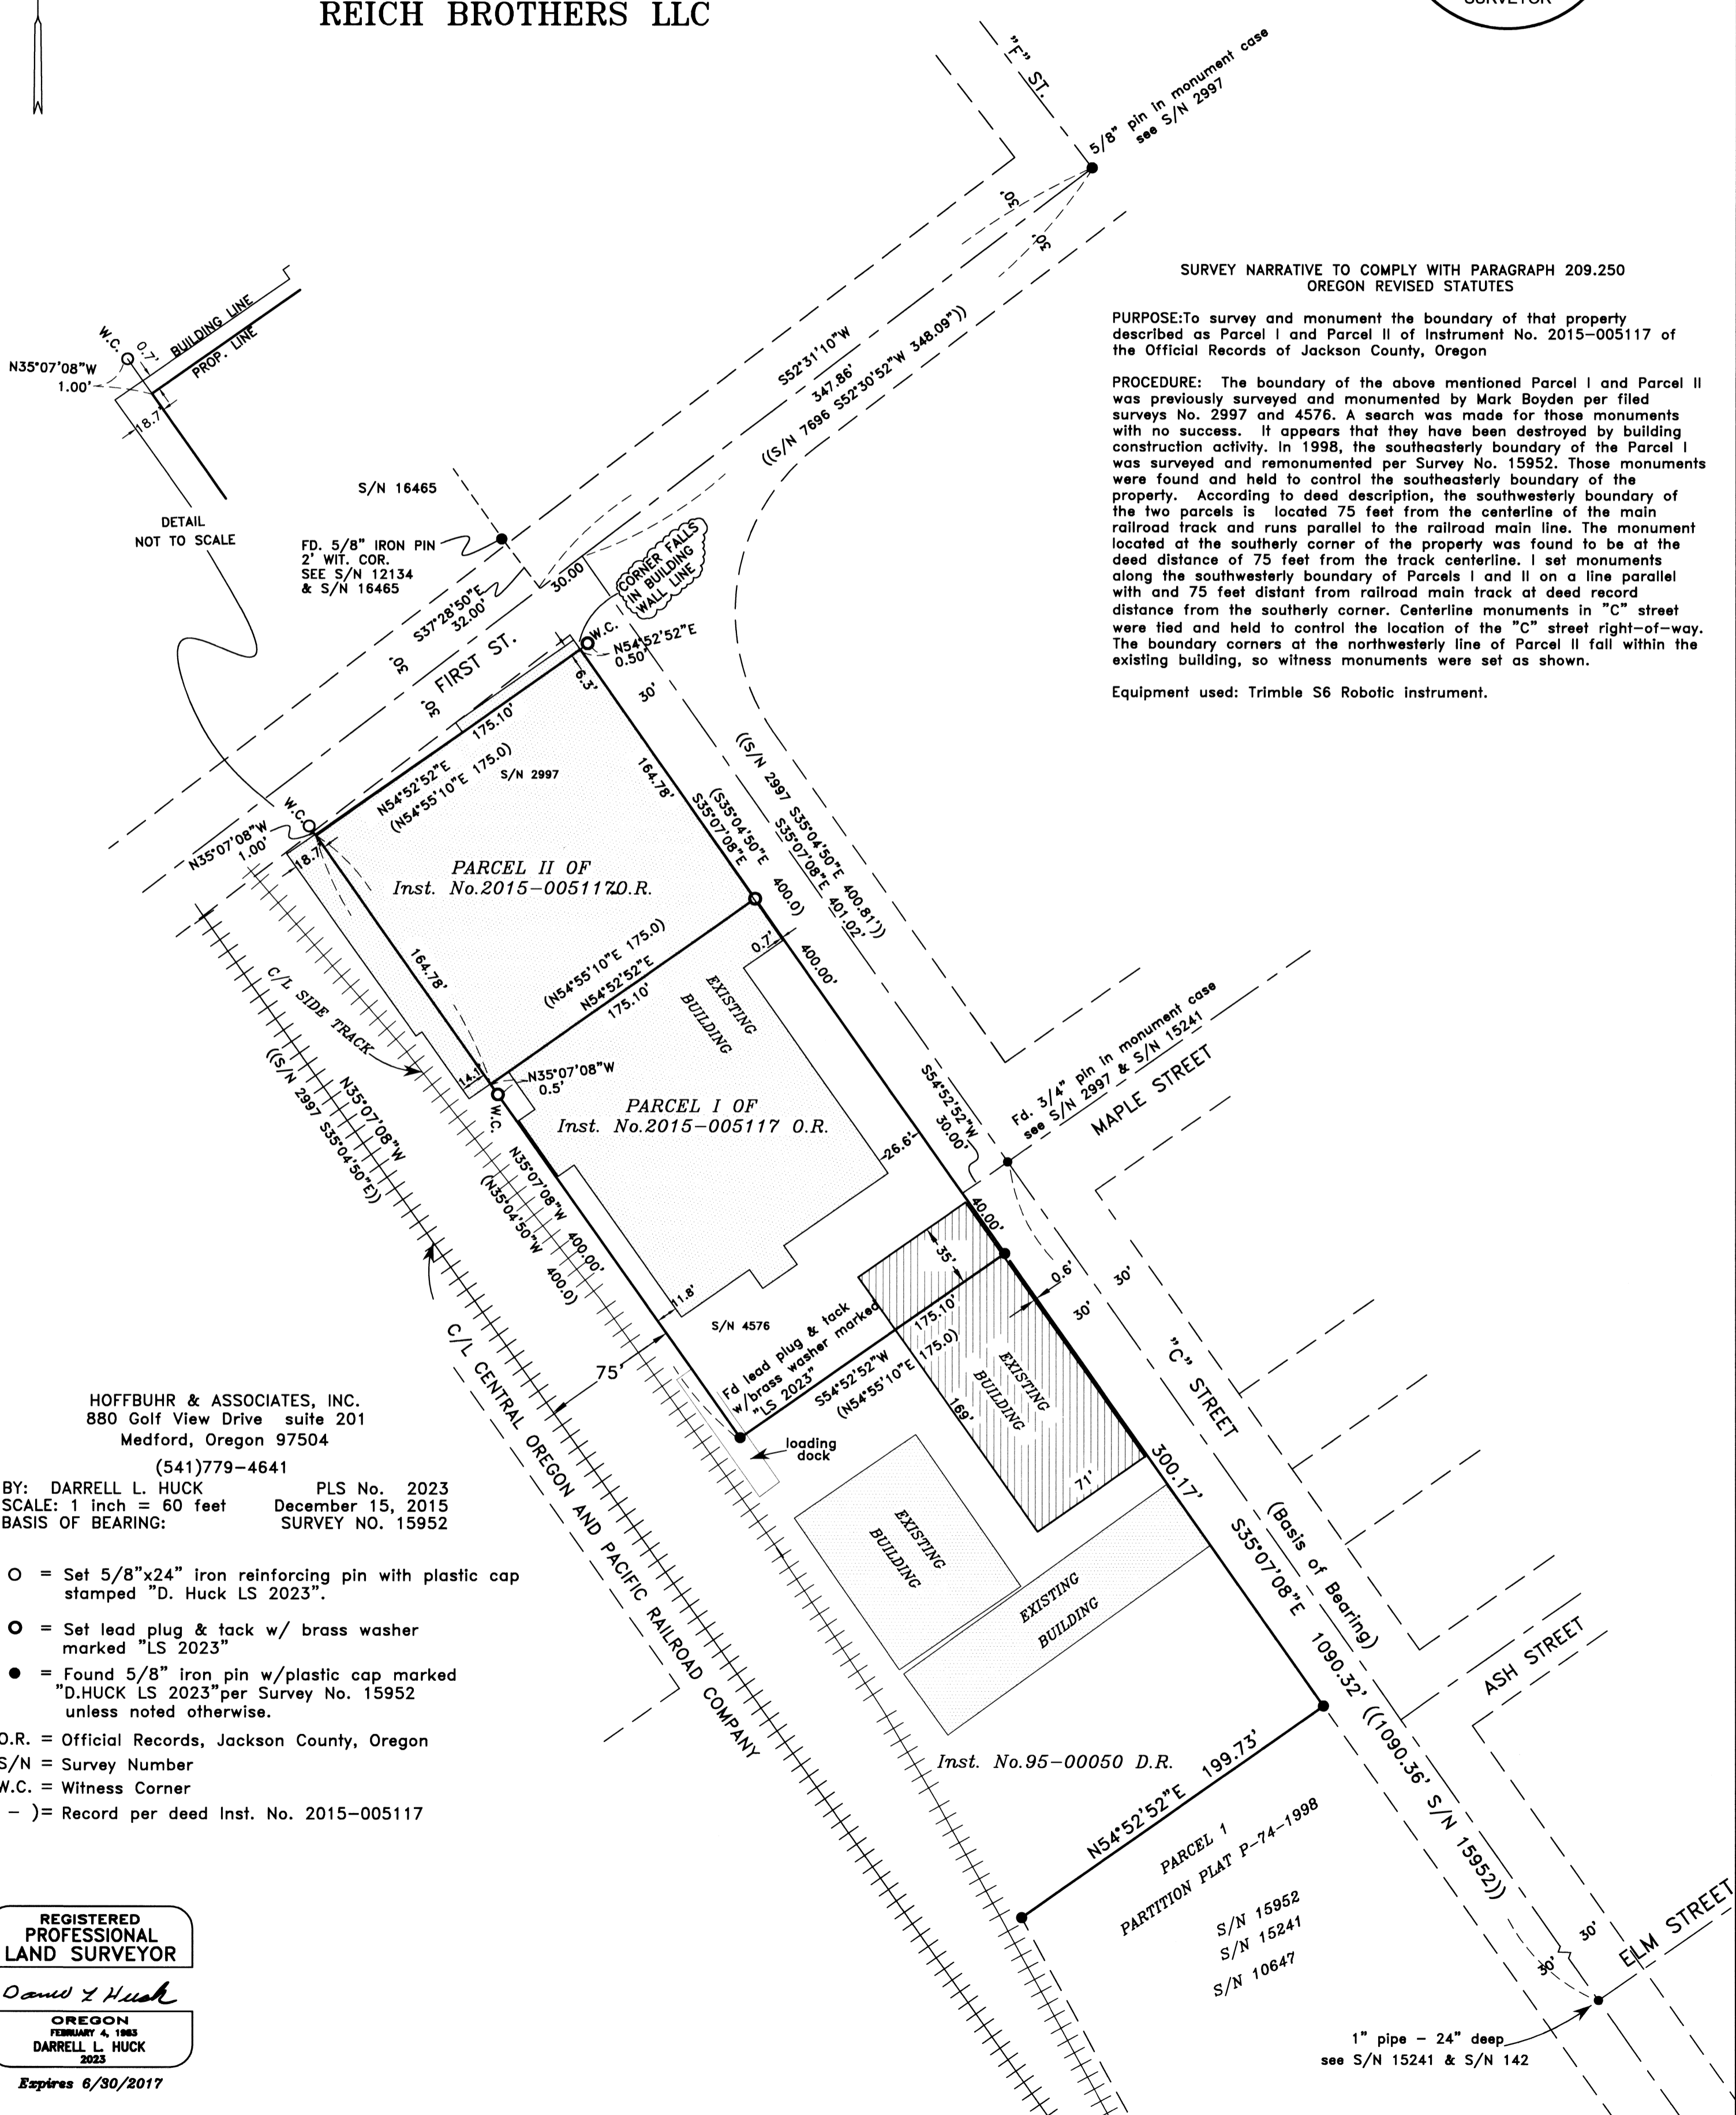 REICH BROTHERS LLC
SURVEYOR
"F" ST.
5/8" pin in monument case
see S/N 2997
30'
30'
SURVEY NARRATIVE TO COMPLY WITH PARAGRAPH 209.250
OREGON REVISED STATUTES
PURPOSE:To survey and monument the boundary of that property
described as Parcel I and Parcel II of Instrument No. 2015-005117 of
the Official Records of Jackson County, Oregon
PROCEDURE: The boundary of the above mentioned Parcel I and Parcel II
was previously surveyed and monumented by Mark Boyden per filed
surveys No. 2997 and 4576. A search was made for those monuments
with no success. It appears that they have been destroyed by building
construction activity. In 1998, the southeasterly boundary of the Parcel I
was surveyed and remonumented per Survey No. 15952. Those monuments
were found and held to control the southeasterly boundary of the
property. According to deed description, the southwesterly boundary of
the two parcels is located 75 feet from the centerline of the main
railroad track and runs parallel to the railroad main line. The monument
located at the southerly corner of the property was found to be at the
deed distance of 75 feet from the track centerline. I set monuments
along the southwesterly boundary of Parcels I and II on a line parallel
with and 75 feet distant from railroad main track at deed record
distance from the southerly corner. Centerline monuments in "C" street
were tied and held to control the location of the "C" street right-of-way.
The boundary corners at the northwesterly line of Parcel II fall within the
existing building, so witness monuments were set as shown.
Equipment used: Trimble S6 Robotic instrument.
W.C.
0.7'
BUILDING LINE
PROP. LINE
N35°07'08"W
1.00'
18.7'
DETAIL
NOT TO SCALE
S52°31'10"W
347.86'
((S/N 7696 S52°30'52"W 348.09'))
S/N 16465
FD. 5/8" IRON PIN
2' WIT. COR.
SEE S/N 12134
& S/N 16465
S37°28'50"E
32.00'
30.00'
CORNER FALLS
IN BUILDING
WALL LINE
W.C.
N54°52'52"E
0.50'
30'
FIRST ST.
30'
6.3'
30'
175.10'
N54°52'52"E
(N54°55'10"E 175.0)
S/N 2997
164.78'
(S35°04'50"E 400.0)
S35°07'08"E 400.00'
((S/N 2997 S35°04'50"E 400.81'))
S35°07'08"E 401.02'
W.C.
N35°07'08"W
1.00'
18.7'
PARCEL II OF
Inst. No.2015-005117 O.R.
164.78'
(N54°55'10"E 175.0)
N54°52'52"E
175.10'
0.7'
EXISTING
BUILDING
C/L SIDE TRACK
((S/N 2997 S35°04'50"E))
N35°07'08"W
14.1'
N35°07'08"W
0.5'
W.C.
PARCEL I OF
Inst. No.2015-005117 O.R.
26.6'
N35°07'08"W 400.00'
(N35°04'50"W 400.0)
S54°52'52"W
30.00'
Fd. 3/4" pin in monument case
see S/N 2997 & S/N 15241
MAPLE STREET
40.00'
35'
0.6'
30'
30'
11.8'
S/N 4576
Fd lead plug & tack
w/brass washer marked
"LS 2023"
175.10'
S54°52'52"W
(N54°55'10"E 175.0)
75'
loading
dock
EXISTING
BUILDING
169'
71'
"C" STREET
C/L CENTRAL OREGON AND PACIFIC RAILROAD COMPANY
300.17'
(Basis of Bearing)
S35°07'08"E 1090.32' ((1090.36' S/N 15952))
EXISTING
BUILDING
EXISTING
BUILDING
ASH STREET
Inst. No.95-00050 D.R.
N54°52'52"E 199.73'
PARCEL 1
PARTITION PLAT P-74-1998
S/N 15952
S/N 15241
S/N 10647
30'
30'
ELM STREET
1" pipe - 24" deep
see S/N 15241 & S/N 142
HOFFBUHR & ASSOCIATES, INC.
880 Golf View Drive suite 201
Medford, Oregon 97504
(541)779-4641
BY: DARRELL L. HUCK PLS No. 2023
SCALE: 1 inch = 60 feet December 15, 2015
BASIS OF BEARING: SURVEY NO. 15952
O = Set 5/8"x24" iron reinforcing pin with plastic cap
stamped "D. Huck LS 2023".
O = Set lead plug & tack w/ brass washer
marked "LS 2023"
● = Found 5/8" iron pin w/plastic cap marked
"D.HUCK LS 2023"per Survey No. 15952
unless noted otherwise.
O.R. = Official Records, Jackson County, Oregon
S/N = Survey Number
W.C. = Witness Corner
- )= Record per deed Inst. No. 2015-005117
REGISTERED
PROFESSIONAL
LAND SURVEYOR
Darrell L Huck
OREGON
FEBRUARY 4, 1983
DARRELL L. HUCK
2023
Expires 6/30/2017